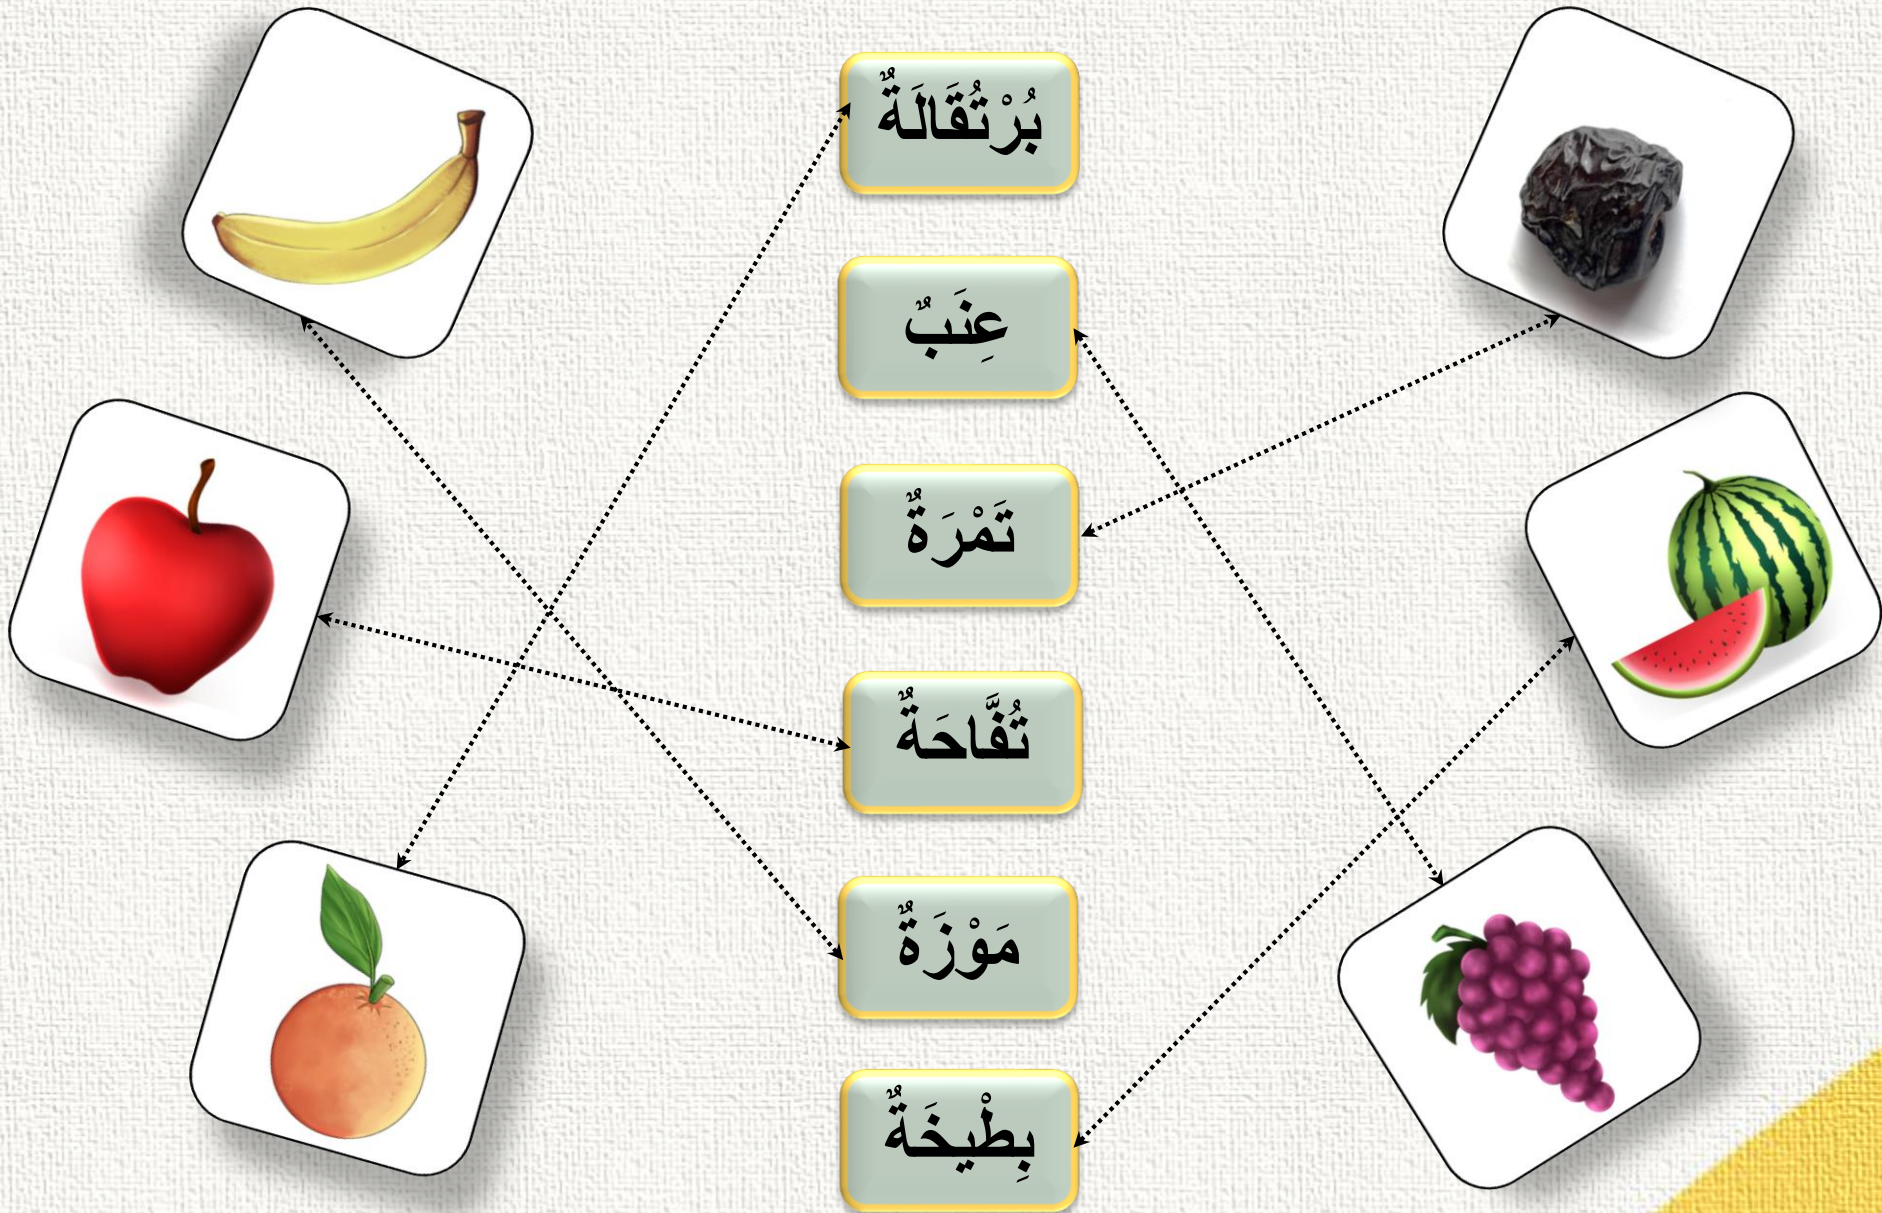 بُرْتُقَالَةٌ
عِنَبٌ
تَمْرَةٌ
تُفَّاحَةٌ
مَوْزَةٌ
بِطْيخَةٌ